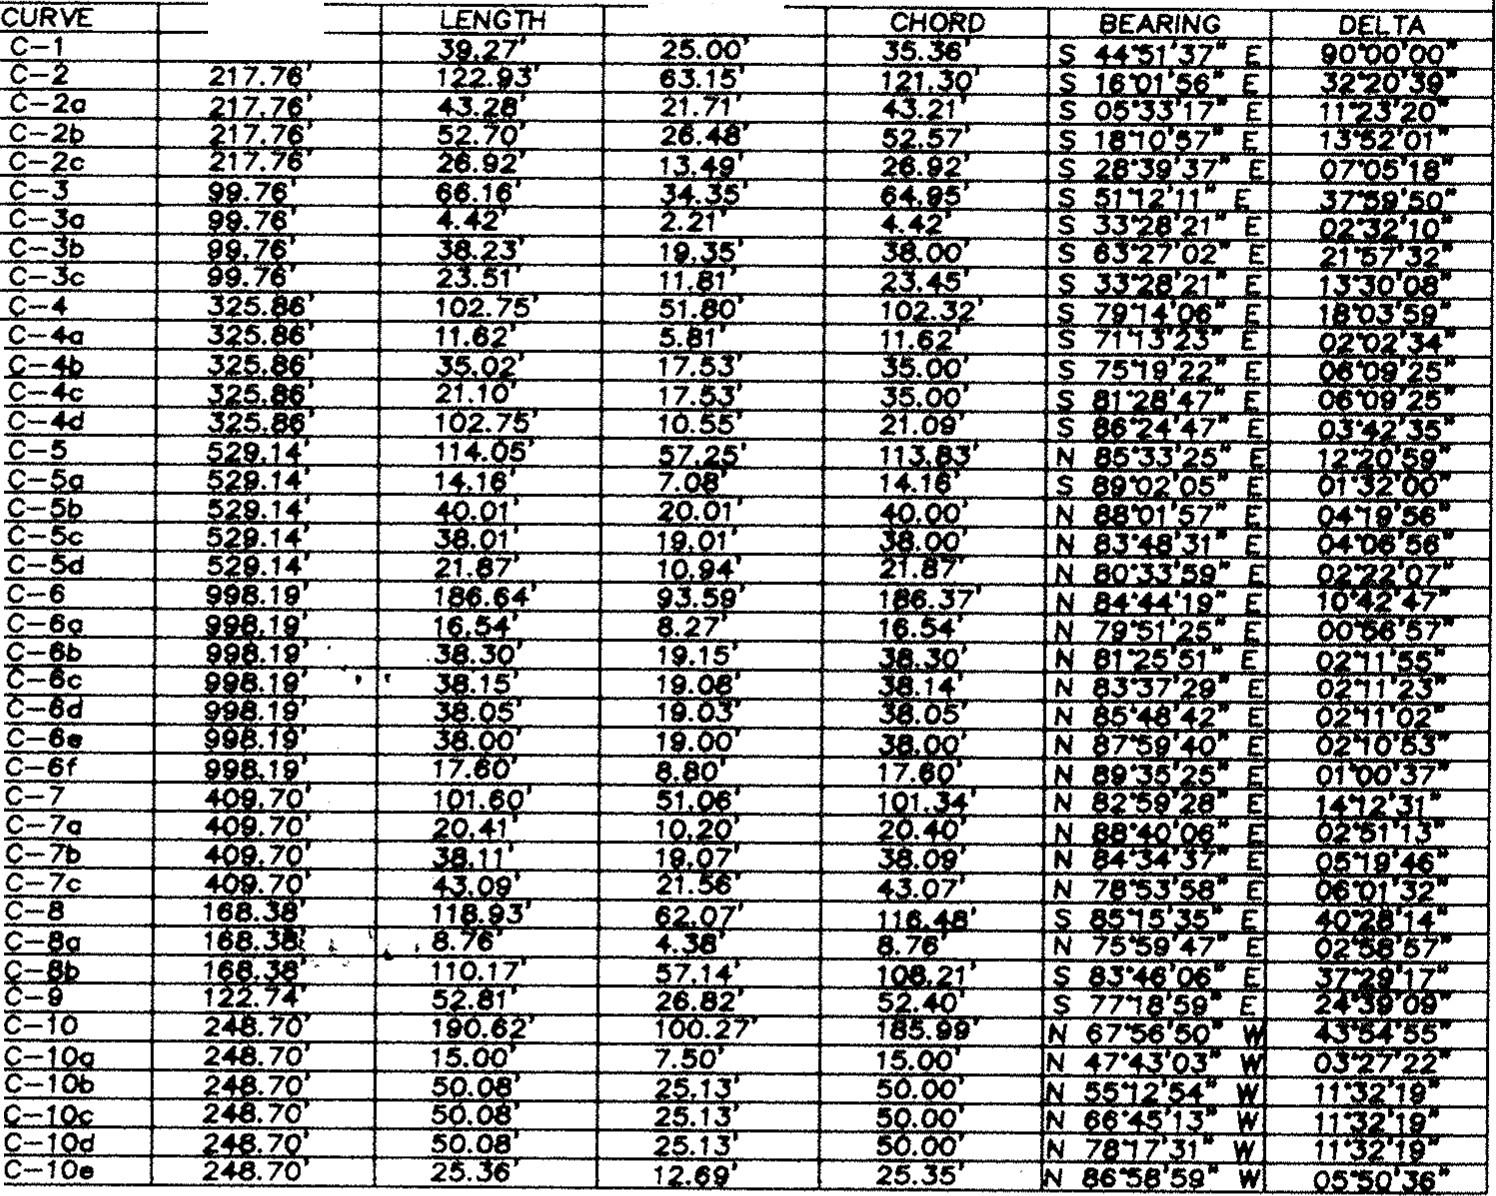 CURVE LENGTH CHORD BEARING DELTA
C-1 39.27' 25.00' 35.36' S 44°51'37" E 90°00'00"
C-2 217.76' 122.93' 63.15' 121.30' S 16°01'56" E 32°20'39"
C-2a 217.76' 43.28' 21.71' 43.21' S 05°33'17" E 11°23'20"
C-2b 217.76' 52.70' 26.48' 52.57' S 18°10'57" E 13°52'01"
C-2c 217.76' 26.92' 13.49' 26.92' S 28°39'37" E 07°05'18"
C-3 99.76' 66.16' 34.35' 64.95' S 51°12'11" E 37°59'50"
C-3a 99.76' 4.42' 2.21' 4.42' S 33°28'21" E 02°32'10"
C-3b 99.76' 38.23' 19.35' 38.00' S 63°27'02" E 21°57'32"
C-3c 99.76' 23.51' 11.81' 23.45' S 33°28'21" E 13°30'08"
C-4 325.86' 102.75' 51.80' 102.32' S 79°14'06" E 18°03'59"
C-4a 325.86' 11.62' 5.81' 11.62' S 71°13'23" E 02°02'34"
C-4b 325.86' 35.02' 17.53' 35.00' S 75°19'22" E 06°09'25"
C-4c 325.86' 21.10' 17.53' 35.00' S 81°28'47" E 06°09'25"
C-4d 325.86' 102.75' 10.55' 21.09' S 86°24'47" E 03°42'35"
C-5 529.14' 114.05' 57.25' 113.83' N 85°33'25" E 12°20'59"
C-5a 529.14' 14.16' 7.08' 14.16' S 89°02'05" E 01°32'00"
C-5b 529.14' 40.01' 20.01' 40.00' N 88°01'57" E 04°19'56"
C-5c 529.14' 38.01' 19.01' 38.00' N 83°48'31" E 04°06'56"
C-5d 529.14' 21.87' 10.94' 21.87' N 80°33'59" E 02°22'07"
C-6 998.19' 186.64' 93.59' 186.37' N 84°44'19" E 10°42'47"
C-6a 998.19' 16.54' 8.27' 16.54' N 79°51'25" E 00°56'57"
C-6b 998.19' 38.30' 19.15' 38.30' N 81°25'51" E 02°11'55"
C-6c 998.19' 38.15' 19.08' 38.14' N 83°37'29" E 02°11'23"
C-6d 998.19' 38.05' 19.03' 38.05' N 85°48'42" E 02°11'02"
C-6e 998.19' 38.00' 19.00' 38.00' N 87°59'40" E 02°10'53"
C-6f 998.19' 17.60' 8.80' 17.60' N 89°35'25" E 01°00'37"
C-7 409.70' 101.60' 51.06' 101.34' N 82°59'28" E 14°12'31"
C-7a 409.70' 20.41' 10.20' 20.40' N 88°40'06" E 02°51'13"
C-7b 409.70' 38.11' 19.07' 38.09' N 84°34'37" E 05°19'46"
C-7c 409.70' 43.09' 21.56' 43.07' N 78°53'58" E 06°01'32"
C-8 168.38' 118.93' 62.07' 116.48' S 85°15'35" E 40°28'14"
C-8a 168.38' 8.76' 4.38' 8.76' N 75°59'47" E 02°58'57"
C-8b 168.38' 110.17' 57.14' 108.21' S 83°46'06" E 37°29'17"
C-9 122.74' 52.81' 26.82' 52.40' S 77°18'59" E 24°39'09"
C-10 248.70' 190.62' 100.27' 185.99' N 67°56'50" W 43°54'55"
C-10a 248.70' 15.00' 7.50' 15.00' N 47°43'03" W 03°27'22"
C-10b 248.70' 50.08' 25.13' 50.00' N 55°12'54" W 11°32'19"
C-10c 248.70' 50.08' 25.13' 50.00' N 66°45'13" W 11°32'19"
C-10d 248.70' 50.08' 25.13' 50.00' N 78°17'31" W 11°32'19"
C-10e 248.70' 25.36' 12.69' 25.35' N 86°58'59" W 05°50'36"